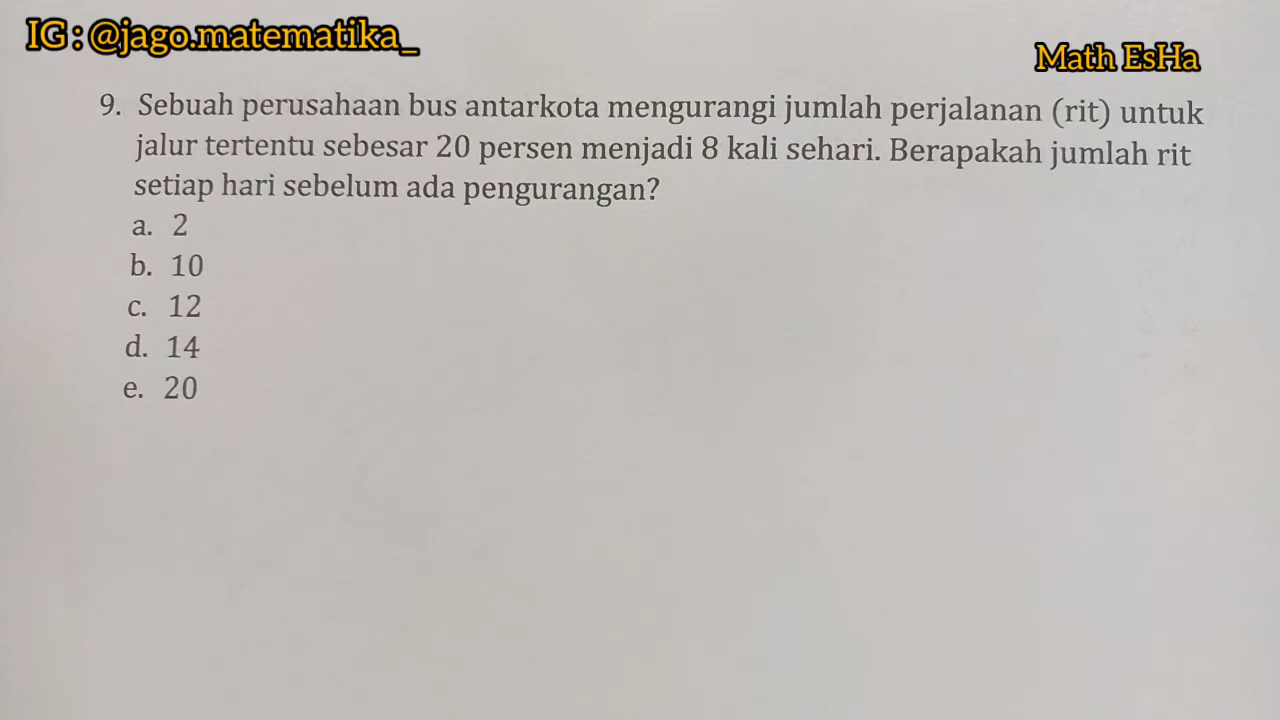 IG : @jago.matematika_
Math EsHa
9. Sebuah perusahaan bus antarkota mengurangi jumlah perjalanan (rit) untuk
jalur tertentu sebesar 20 persen menjadi 8 kali sehari. Berapakah jumlah rit
setiap hari sebelum ada pengurangan?
a. 2
b. 10
c. 12
d. 14
e. 20